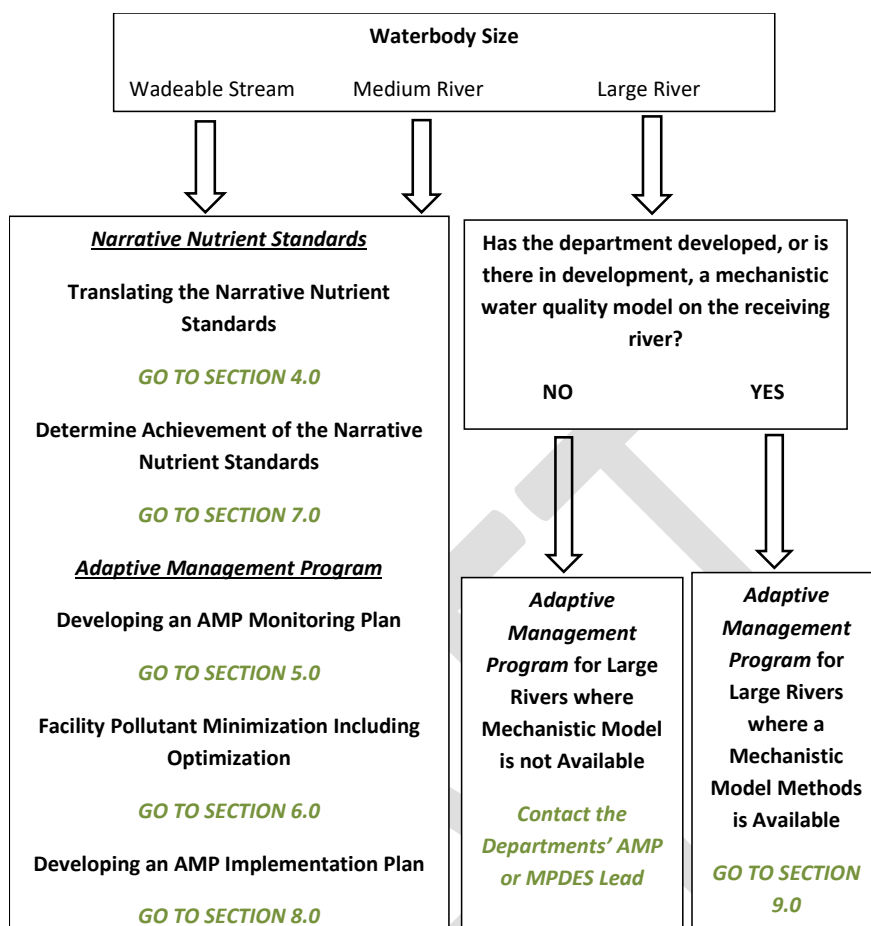 Waterbody Size
Wadeable Stream Medium River Large River
Narrative Nutrient Standards
Translating the Narrative Nutrient
Standards
GO TO SECTION 4.0
Determine Achievement of the Narrative
Nutrient Standards
GO TO SECTION 7.0
Adaptive Management Program
Developing an AMP Monitoring Plan
GO TO SECTION 5.0
Facility Pollutant Minimization Including
Optimization
GO TO SECTION 6.0
Developing an AMP Implementation Plan
GO TO SECTION 8.0
Has the department developed, or is
there in development, a mechanistic
water quality model on the receiving
river?
NO YES
Adaptive
Management
Program for Large
Rivers where
Mechanistic Model
is not Available
Contact the
Departments’ AMP
or MPDES Lead
Adaptive
Management
Program for
Large Rivers
where a
Mechanistic
Model Methods
is Available
GO TO SECTION
9.0